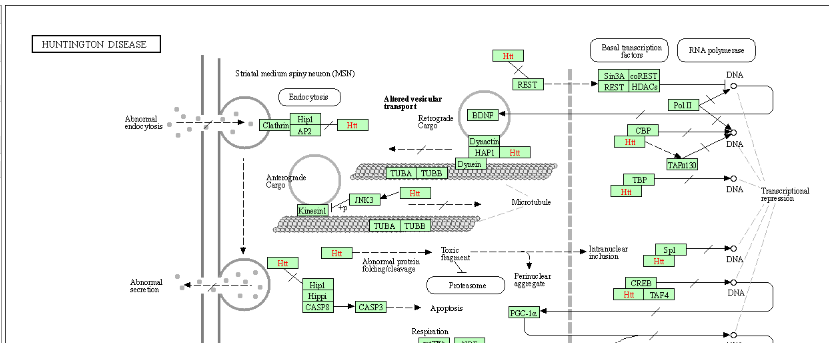 HUNTINGTON DISEASE
Basal transcription
factors
RNA polymerase
Htt
Striatal medium spiny neuron (MSN)
REST
Sin3A coREST
REST HDACs
DNA
Endocytosis
Altered vesicular
transport
Retrograde
Cargo
BDNF
Pol II
Abnormal
endocytosis
Clathrin
Hip1
AP2
Htt
CBP
Htt
DNA
Dynactin
HAP1 Htt
Dynein
TAFII130
TUBA TUBB
Anterograde
Cargo
TBP
Htt
DNA
Transcriptional
repression
Kinesin1
+p
JNK3
Htt
Microtubule
TUBA TUBB
Htt
Htt
Abnormal protria
folding/cleavage
Toxic
fragament
Intranuclear
inclusion
Sp1
Htt
DNA
Abnormal
secretion
Hip1
Hippi
CASP8
CASP3
Apoptosis
Proteasome
Perinuclear
aggregate
CREB
Htt TAF4
DNA
PGC-1α
Respiration